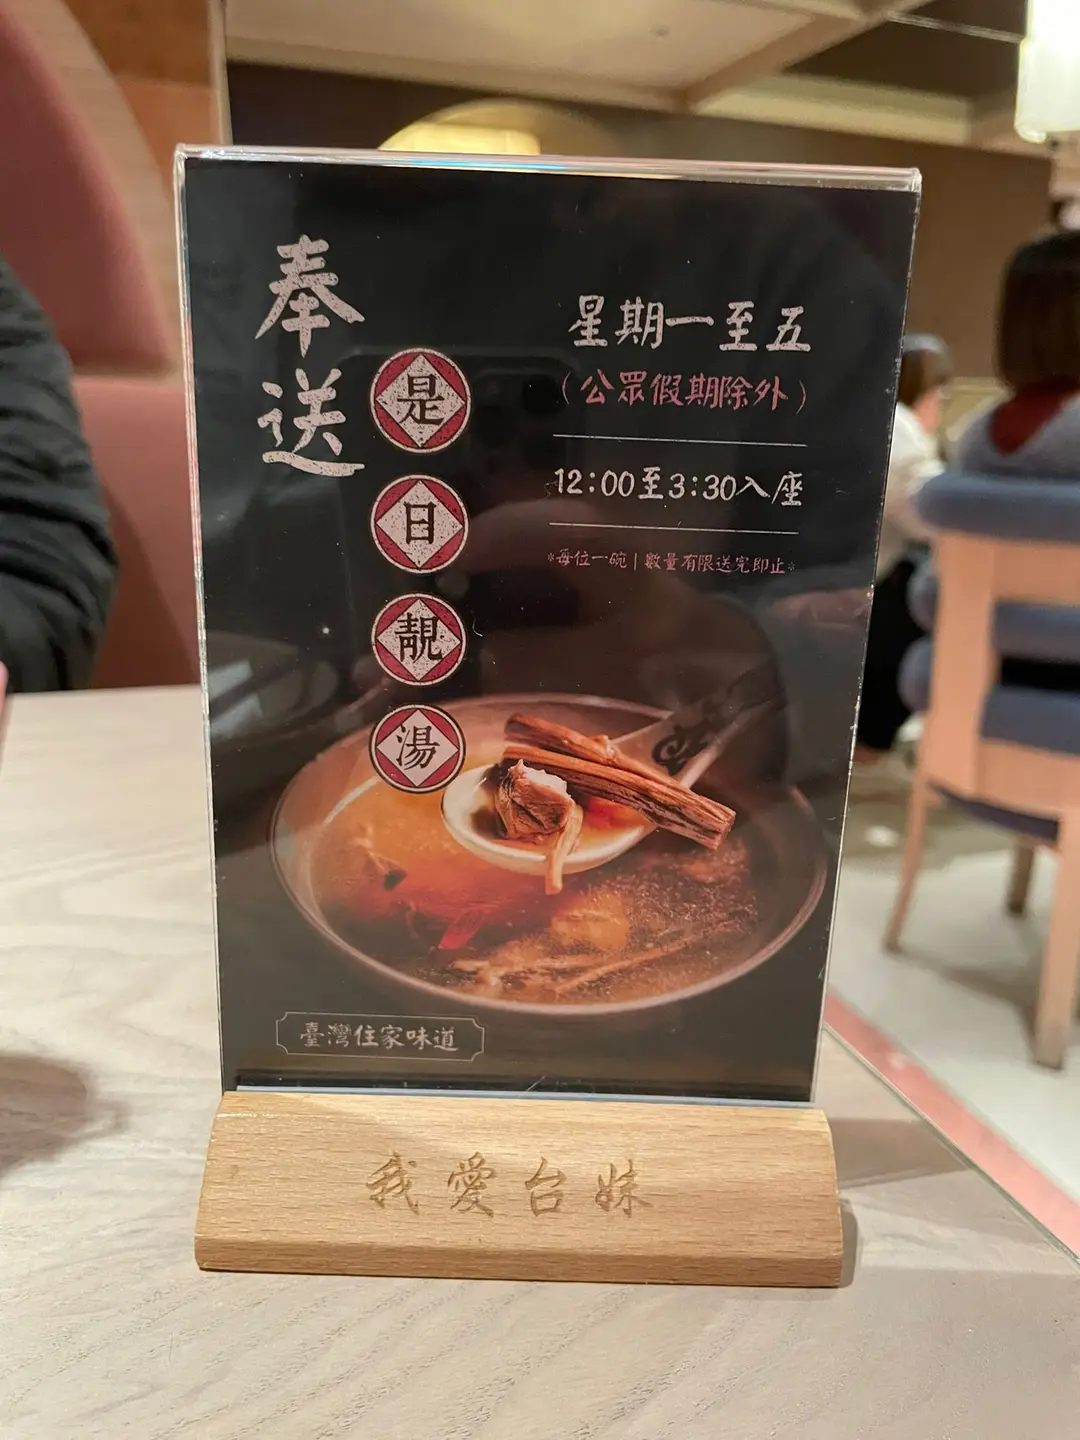 奉送
是日靚湯
星期一至五
（公眾假期除外）
12:00至3:30入座
*每位一碗 | 數量有限送完即止*
臺灣住家味道
我愛台妹